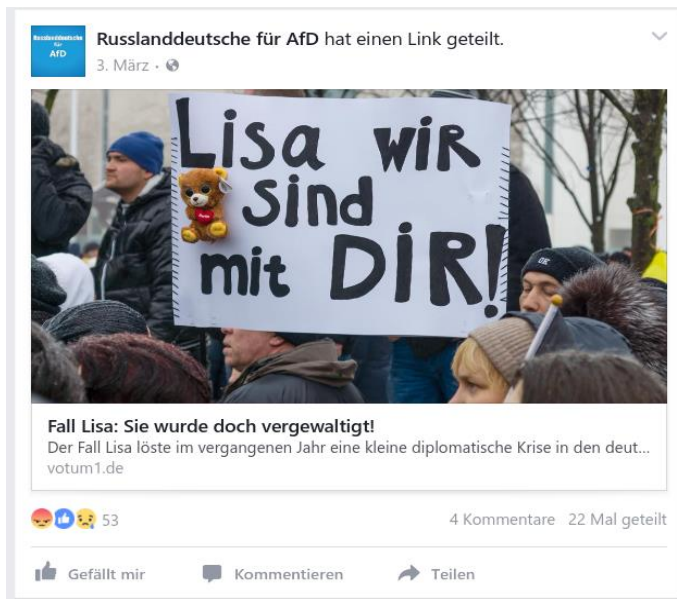 Russlanddeutsche
für
AfD
Russlanddeutsche für AfD hat einen Link geteilt.
3. März
Lisa wir
sind
mit DIR!
Fall Lisa: Sie wurde doch vergewaltigt!
Der Fall Lisa löste im vergangenen Jahr eine kleine diplomatische Krise in den deut...
votum1.de
53
4 Kommentare 22 Mal geteilt
Gefällt mir Kommentieren Teilen